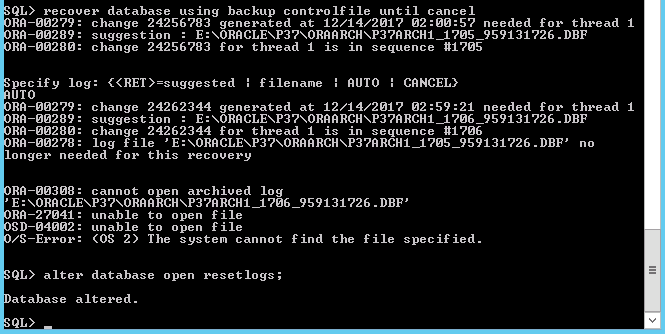 SQL> recover database using backup controlfile until cancel
ORA-00279: change 24256783 generated at 12/14/2017 02:00:57 needed for thread 1
ORA-00289: suggestion : E:\ORACLE\P37\ORAARCH\P37ARCH1_1705_959131726.DBF
ORA-00280: change 24256783 for thread 1 is in sequence #1705
Specify log: {<RET>=suggested | filename | AUTO | CANCEL}
AUTO
ORA-00279: change 24262344 generated at 12/14/2017 02:59:21 needed for thread 1
ORA-00289: suggestion : E:\ORACLE\P37\ORAARCH\P37ARCH1_1706_959131726.DBF
ORA-00280: change 24262344 for thread 1 is in sequence #1706
ORA-00278: log file 'E:\ORACLE\P37\ORAARCH\P37ARCH1_1705_959131726.DBF' no
longer needed for this recovery
ORA-00308: cannot open archived log
'E:\ORACLE\P37\ORAARCH\P37ARCH1_1706_959131726.DBF'
ORA-27041: unable to open file
OSD-04002: unable to open file
O/S-Error: (OS 2) The system cannot find the file specified.
SQL> alter database open resetlogs;
Database altered.
SQL>